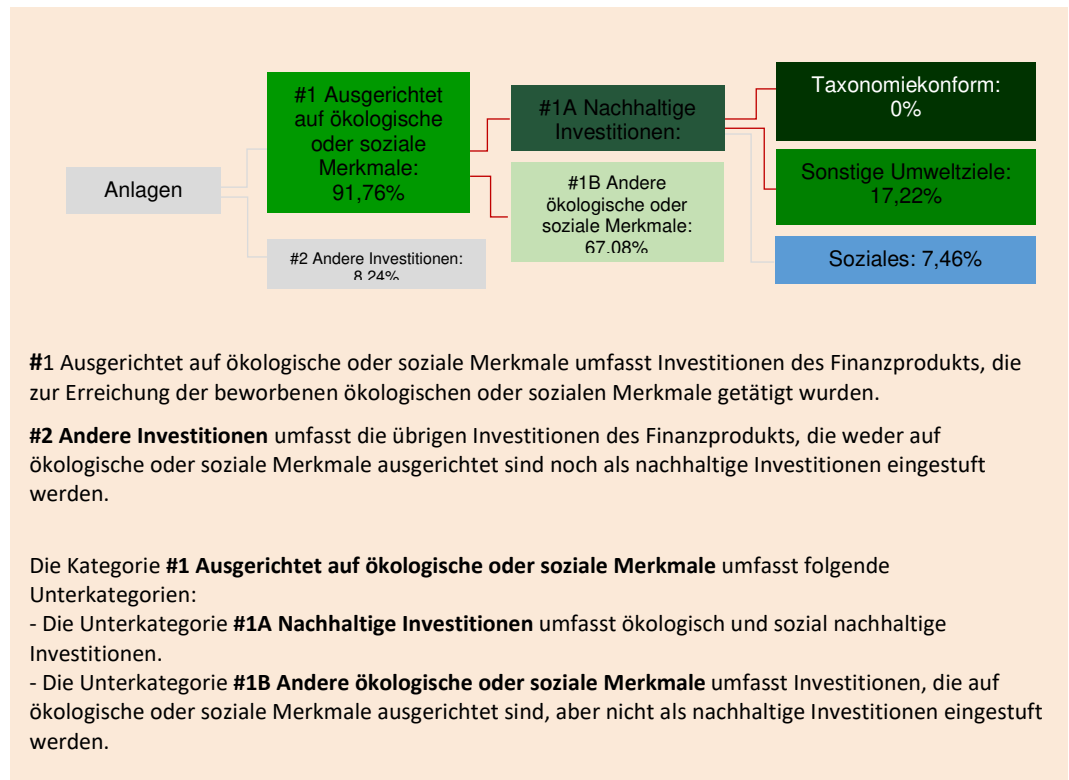 Anlagen
#1 Ausgerichtet
auf ökologische
oder soziale
Merkmale:
91,76%
#2 Andere Investitionen:
8,24%
#1A Nachhaltige
Investitionen:
#1B Andere
ökologische oder
soziale Merkmale:
67,08%
Taxonomiekonform:
0%
Sonstige Umweltziele:
17,22%
Soziales: 7,46%
#1 Ausgerichtet auf ökologische oder soziale Merkmale umfasst Investitionen des Finanzprodukts, die
zur Erreichung der beworbenen ökologischen oder sozialen Merkmale getätigt wurden.
#2 Andere Investitionen umfasst die übrigen Investitionen des Finanzprodukts, die weder auf
ökologische oder soziale Merkmale ausgerichtet sind noch als nachhaltige Investitionen eingestuft
werden.
Die Kategorie #1 Ausgerichtet auf ökologische oder soziale Merkmale umfasst folgende
Unterkategorien:
- Die Unterkategorie #1A Nachhaltige Investitionen umfasst ökologisch und sozial nachhaltige
Investitionen.
- Die Unterkategorie #1B Andere ökologische oder soziale Merkmale umfasst Investitionen, die auf
ökologische oder soziale Merkmale ausgerichtet sind, aber nicht als nachhaltige Investitionen eingestuft
werden.